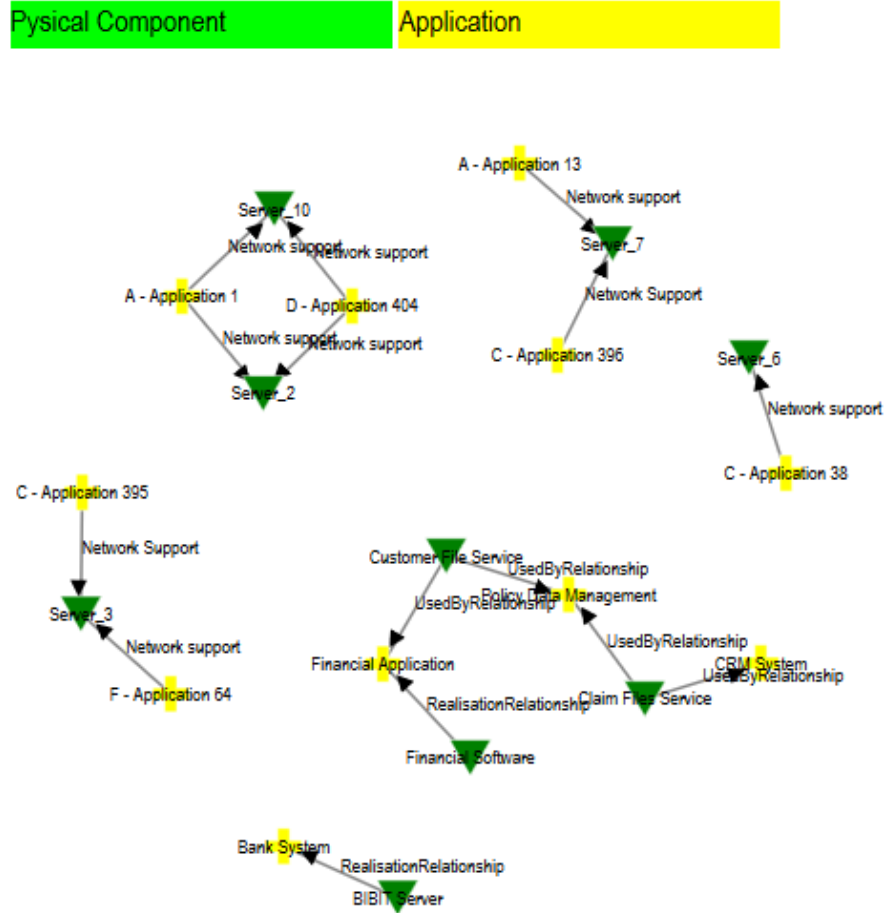 Pysical Component
Application
A - Application 13
Network support
Server_10
Server_7
Network support
Network support
A - Application 1
D - Application 404
Network Support
Network support
Network support
Server_2
C - Application 396
Server_6
Network support
C - Application 395
C - Application 38
Network Support
Customer File Service
UsedByRelationship
Policy Data Management
UsedByRelationship
Server_3
Network support
UsedByRelationship
Financial Application
CRM System
UsedByRelationship
F - Application 64
Claim Files Service
RealisationRelationship
Financial Software
Bank System
RealisationRelationship
BIBIT Server